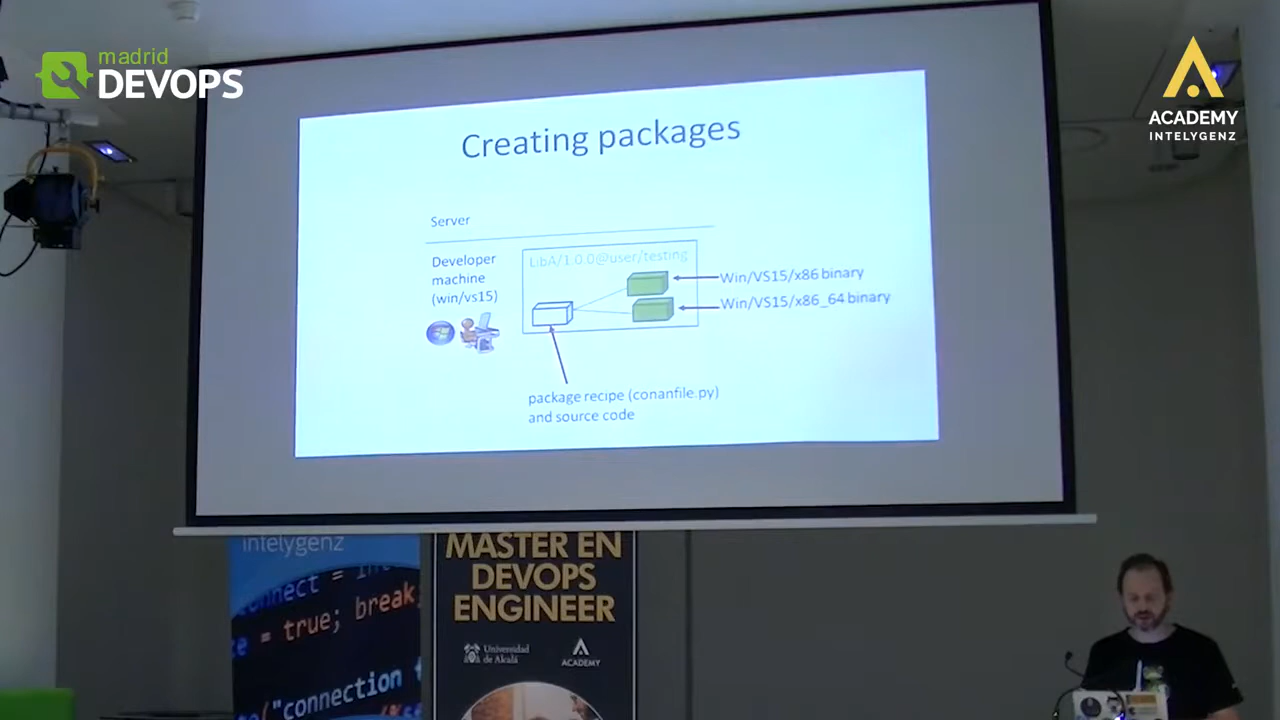 madrid
DEVOPS
ACADEMY
INTELYGENZ
Creating packages
Server
Developer
machine
(win/vs15)
LibA/1.0.0@user/testing
Win/VS15/x86 binary
Win/VS15/x86_64 binary
package recipe (conanfile.py)
and source code
intelygenz
= true; break
("connection
MASTER EN
DEVOPS
ENGINEER
Universidad
de Alcalá
ACADEMY